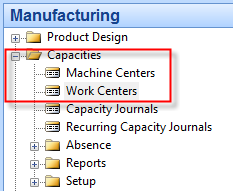 Manufacturing
Product Design
Capacities
Machine Centers
Work Centers
Capacity Journals
Recurring Capacity Journals
Absence
Reports
Setup